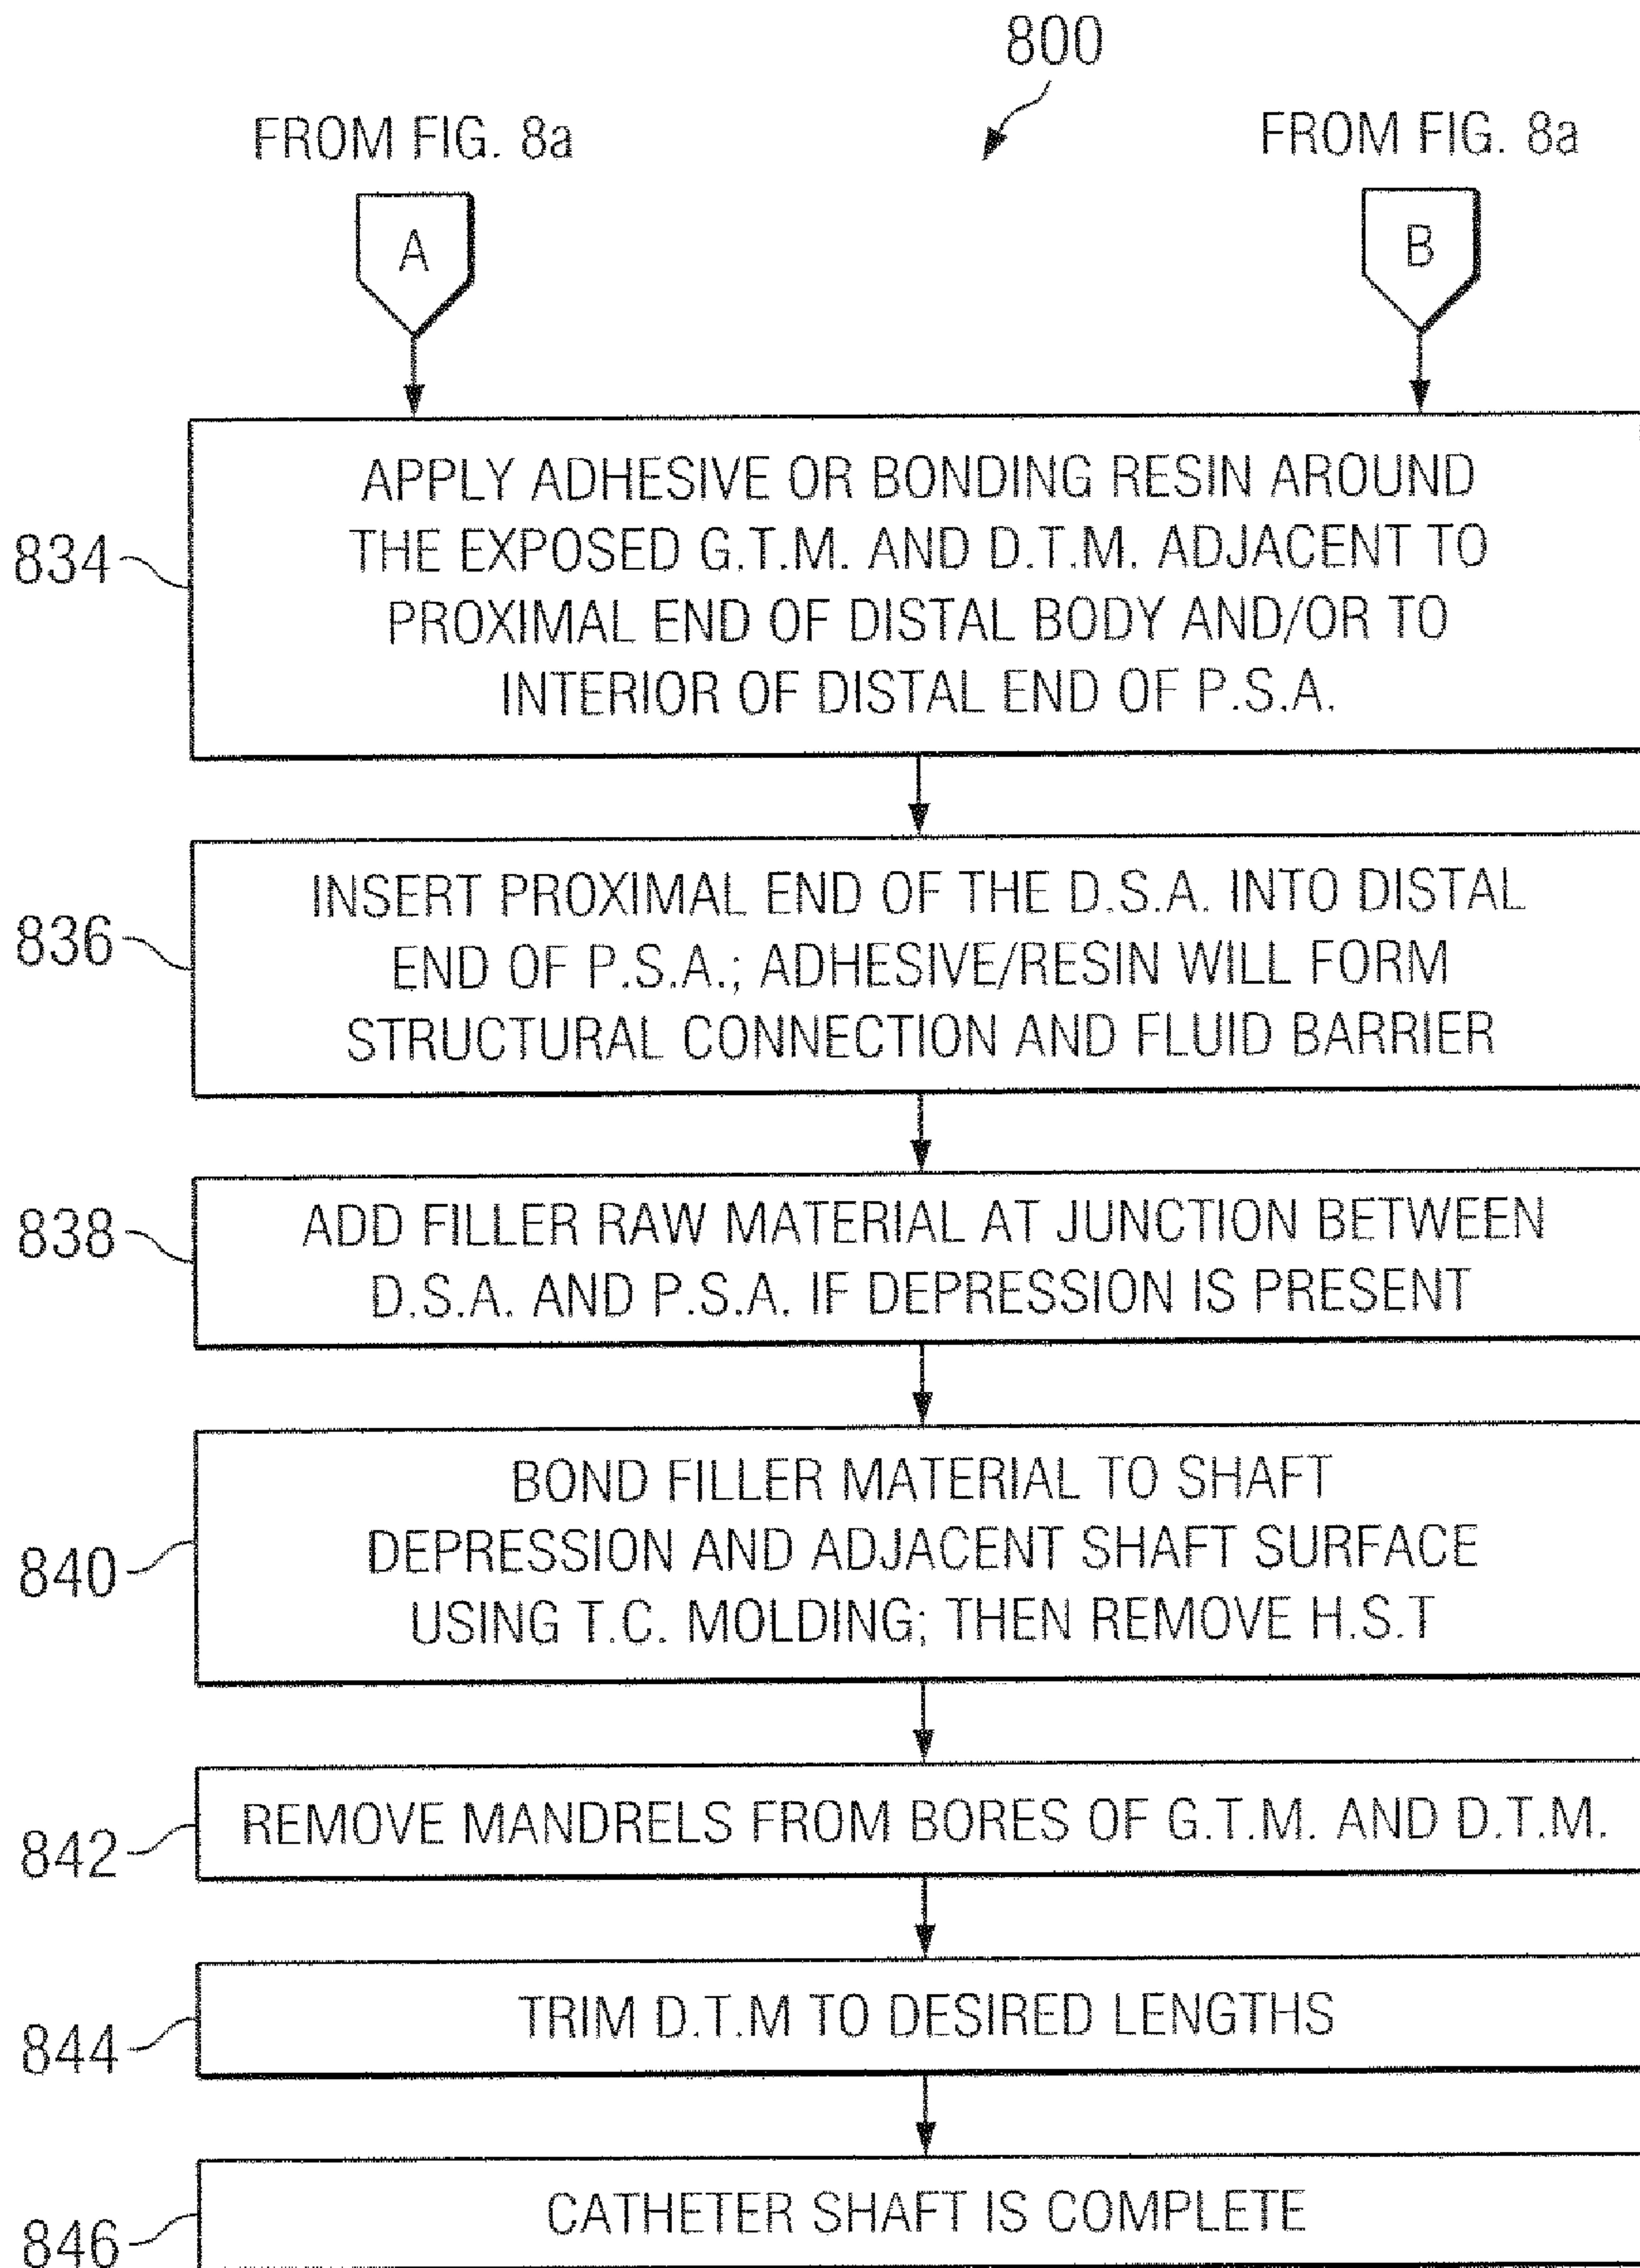 800
FROM FIG. 8a
FROM FIG. 8a
A
B
834
APPLY ADHESIVE OR BONDING RESIN AROUND
THE EXPOSED G.T.M. AND D.T.M. ADJACENT TO
PROXIMAL END OF DISTAL BODY AND/OR TO
INTERIOR OF DISTAL END OF P.S.A.
836
INSERT PROXIMAL END OF THE D.S.A. INTO DISTAL
END OF P.S.A.; ADHESIVE/RESIN WILL FORM
STRUCTURAL CONNECTION AND FLUID BARRIER
838
ADD FILLER RAW MATERIAL AT JUNCTION BETWEEN
D.S.A. AND P.S.A. IF DEPRESSION IS PRESENT
840
BOND FILLER MATERIAL TO SHAFT
DEPRESSION AND ADJACENT SHAFT SURFACE
USING T.C. MOLDING; THEN REMOVE H.S.T
842
REMOVE MANDRELS FROM BORES OF G.T.M. AND D.T.M.
844
TRIM D.T.M TO DESIRED LENGTHS
846
CATHETER SHAFT IS COMPLETE